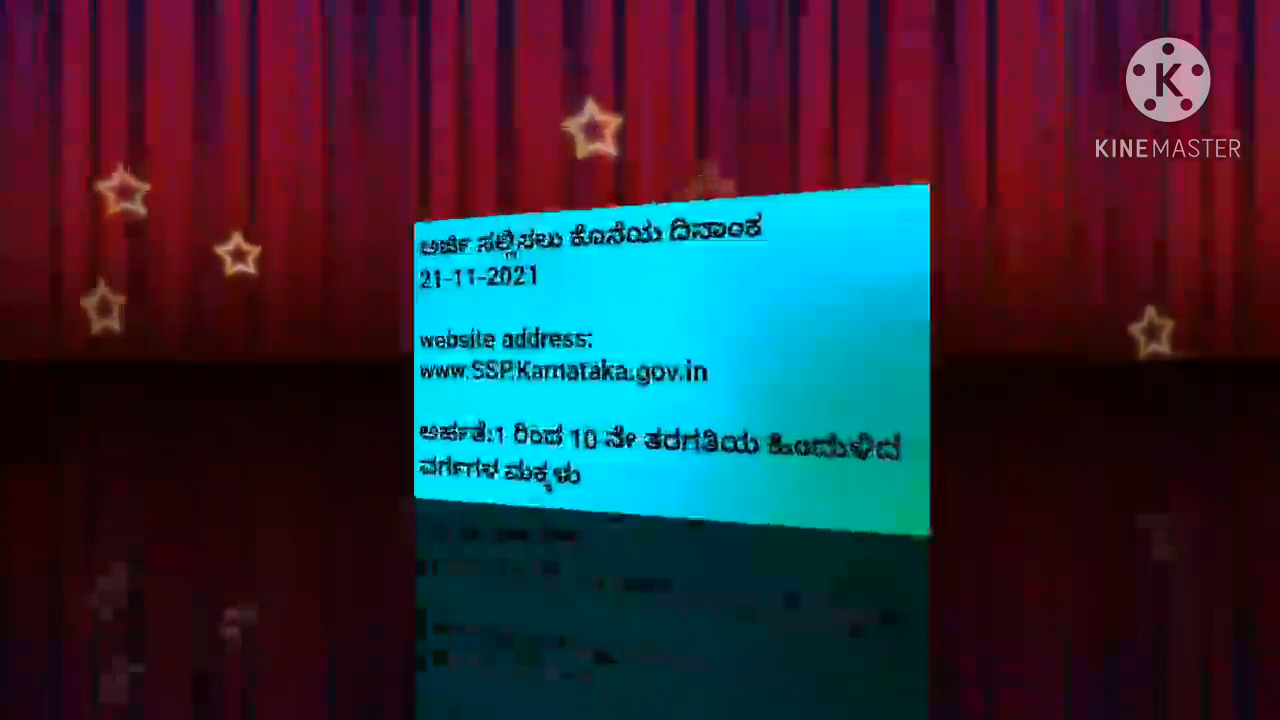 ಅರ್ಜಿ ಸಲ್ಲಿಸಲು ಕೊನೆಯ ದಿನಾಂಕ
21-11-2021
website address:
www.SSP.Karnataka.gov.in
ಅರ್ಹತೆ:1 ರಿಂದ 10 ನೇ ತರಗತಿಯ ಹಿಂದುಳಿದ
ವರ್ಗಗಳ ಮಕ್ಕಳು
K
KINEMASTER